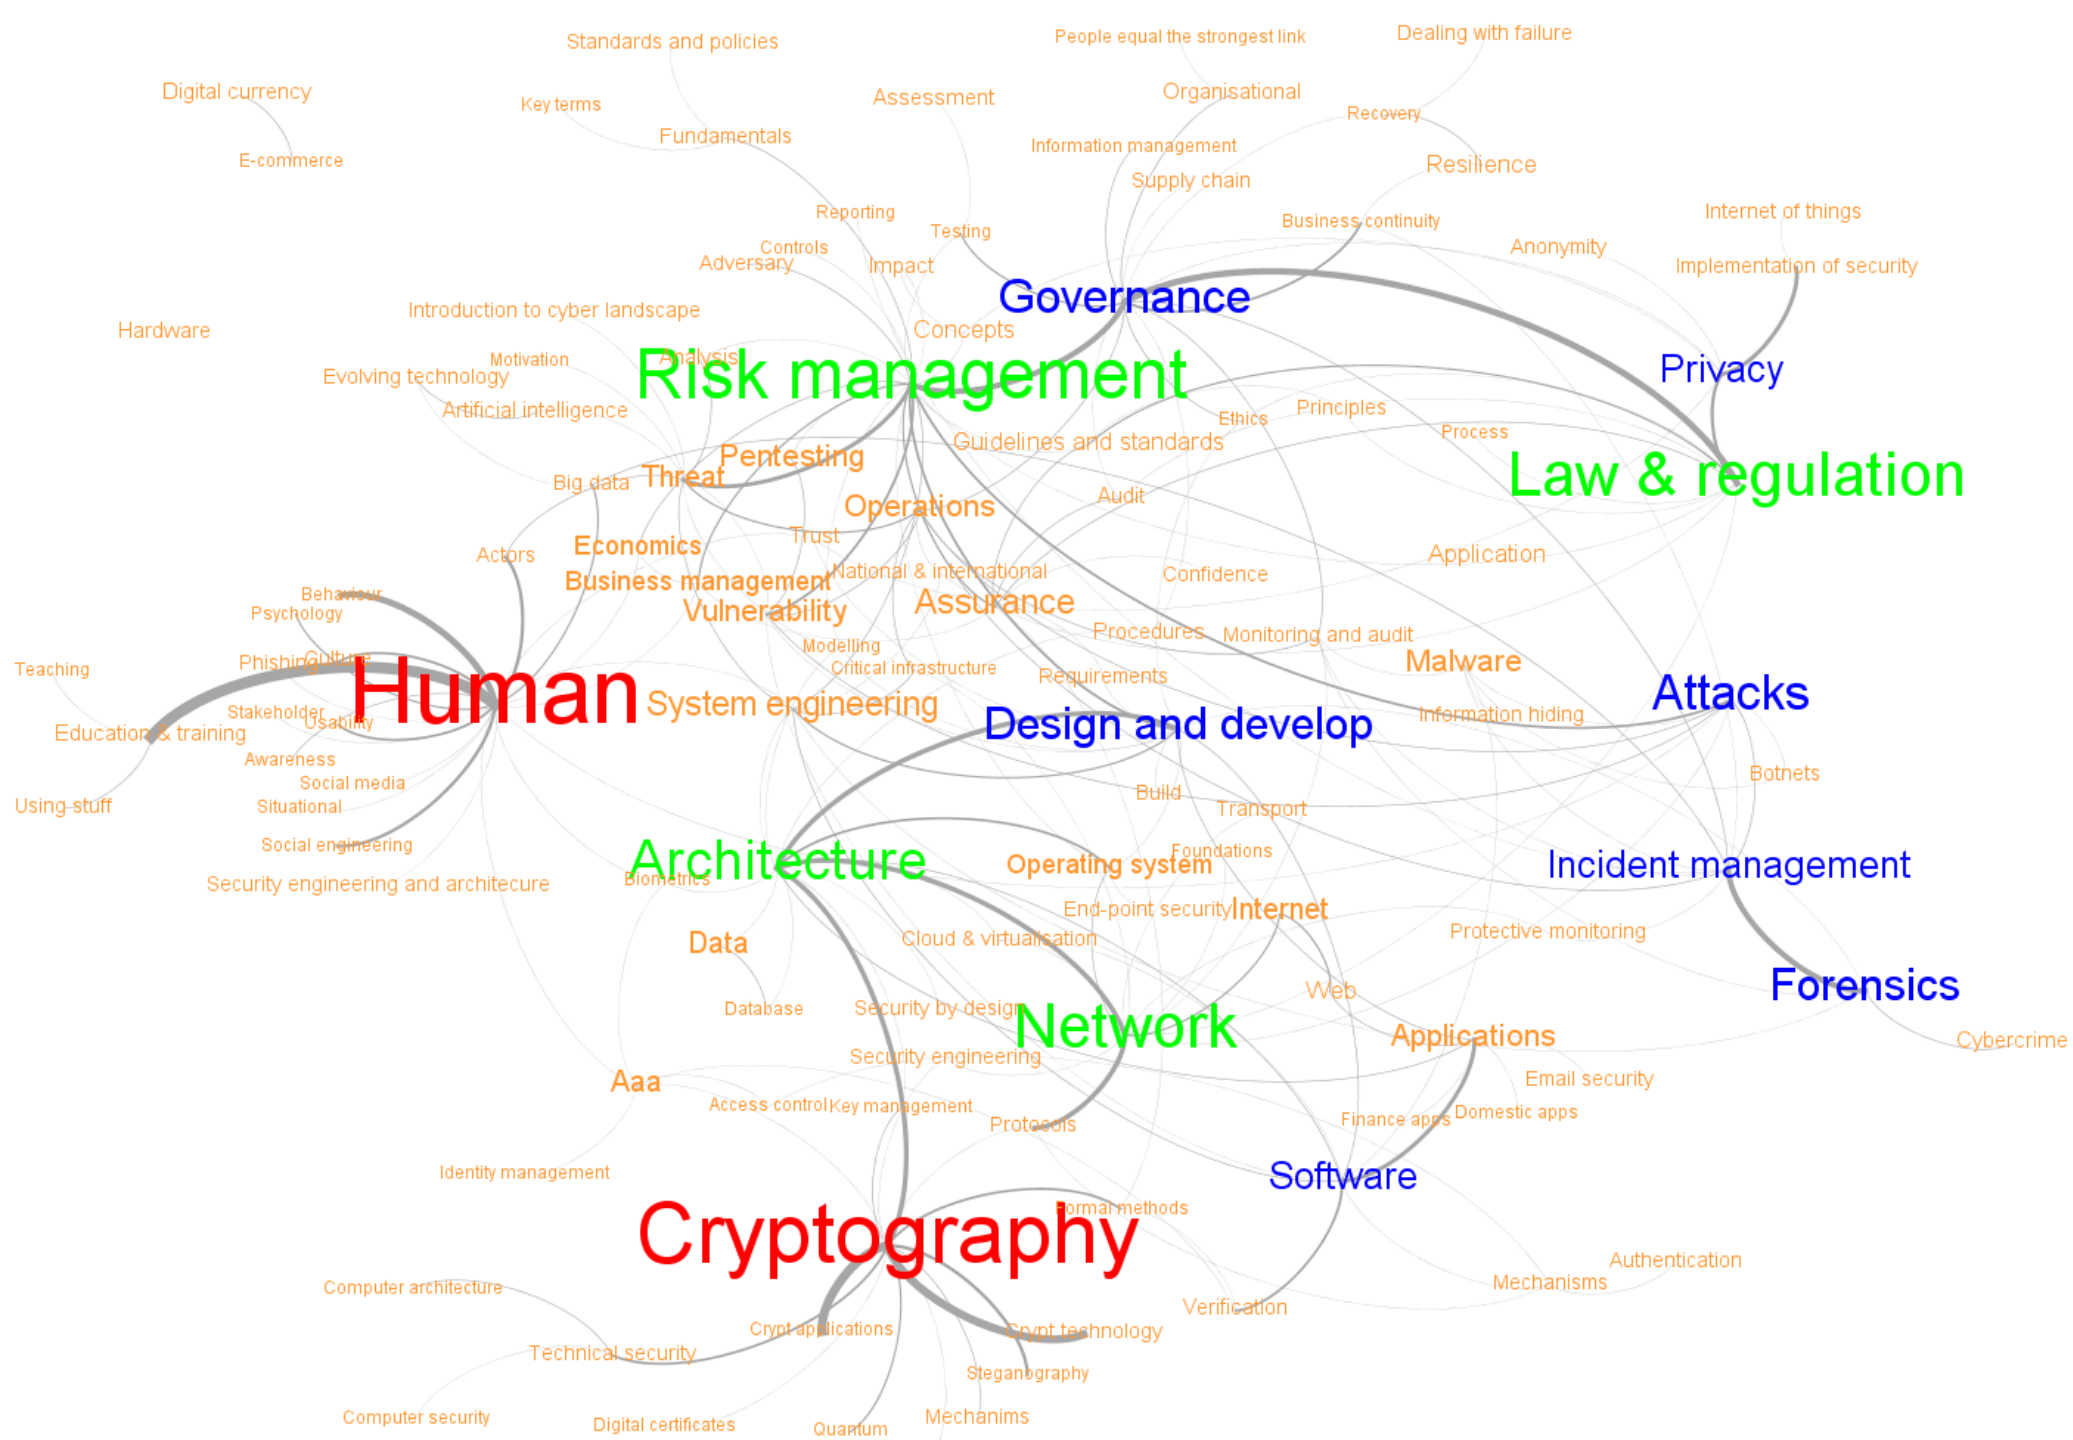 Standards and policies
People equal the strongest link
Dealing with failure
Digital currency
Key terms
Assessment
Organisational
Recovery
Fundamentals
Information management
E-commerce
Resilience
Supply chain
Reporting
Testing
Business continuity
Internet of things
Controls
Anonymity
Adversary
Impact
Implementation of security
Governance
Introduction to cyber landscape
Hardware
Concepts
Motivation
Analysis
Risk management
Privacy
Evolving technology
Artificial intelligence
Ethics
Principles
Process
Guidelines and standards
Pentesting
Threat
Big data
Law & regulation
Audit
Operations
Trust
Economics
Actors
Application
National & international
Confidence
Business management
Behaviour
Psychology
Vulnerability
Assurance
Procedures
Monitoring and audit
Modelling
Phishing
Culture
Teaching
Critical infrastructure
Malware
Requirements
Human
System engineering
Attacks
Stakeholder
Usability
Information hiding
Design and develop
Education & training
Awareness
Social media
Botnets
Build
Using stuff
Situational
Transport
Social engineering
Foundations
Architecture
Operating system
Incident management
Security engineering and architecure
Biometrics
End-point security
Internet
Protective monitoring
Data
Cloud & virtualisation
Forensics
Web
Database
Security by design
Network
Applications
Cybercrime
Security engineering
Aaa
Email security
Access control
Key management
Domestic apps
Finance apps
Protocols
Identity management
Software
Formal methods
Cryptography
Authentication
Mechanisms
Computer architecture
Verification
Crypt applications
Crypt technology
Technical security
Steganography
Computer security
Mechanims
Digital certificates
Quantum